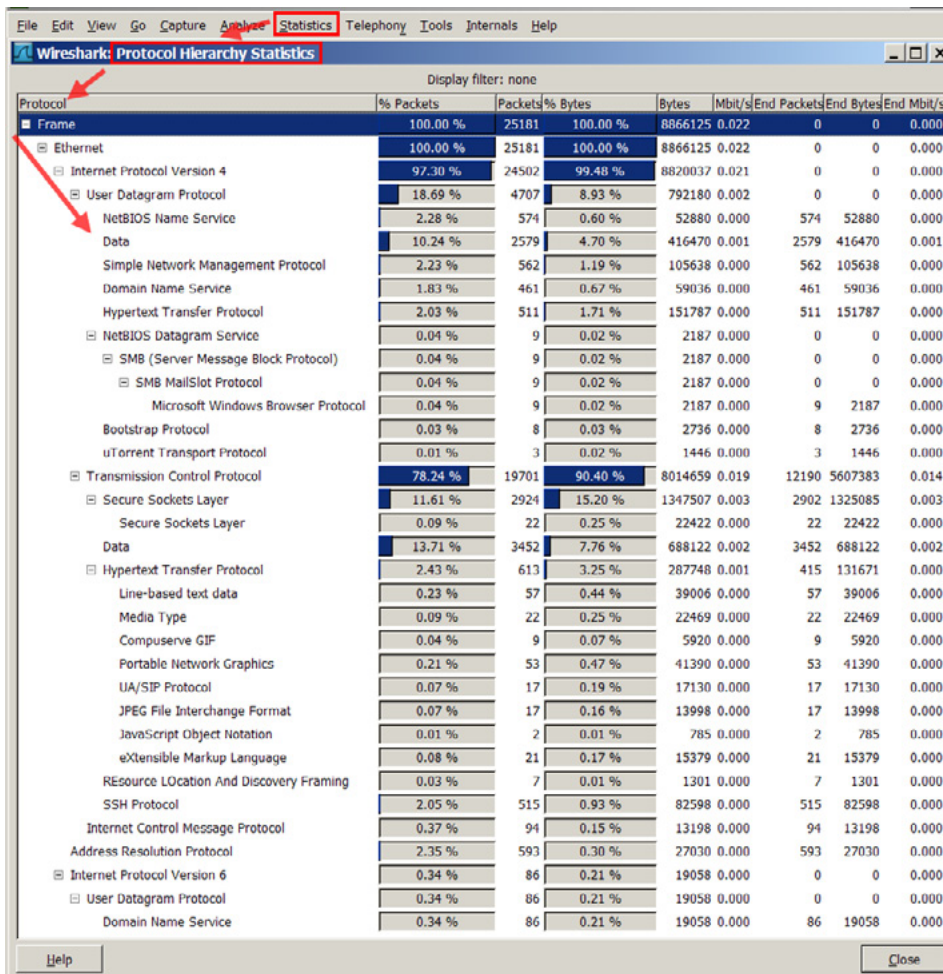 File Edit View Go Capture Analyze Statistics Telephony Tools Internals Help
Wireshark: Protocol Hierarchy Statistics
Display filter: none
Protocol % Packets Packets % Bytes Bytes Mbit/s End Packets End Bytes End Mbit/s
Frame 100.00 % 25181 100.00 % 8866125 0.022 0 0 0.000
Ethernet 100.00 % 25181 100.00 % 8866125 0.022 0 0 0.000
Internet Protocol Version 4 97.30 % 24502 99.48 % 8820037 0.021 0 0 0.000
User Datagram Protocol 18.69 % 4707 8.93 % 792180 0.002 0 0 0.000
NetBIOS Name Service 2.28 % 574 0.60 % 52880 0.000 574 52880 0.000
Data 10.24 % 2579 4.70 % 416470 0.001 2579 416470 0.001
Simple Network Management Protocol 2.23 % 562 1.19 % 105638 0.000 562 105638 0.000
Domain Name Service 1.83 % 461 0.67 % 59036 0.000 461 59036 0.000
Hypertext Transfer Protocol 2.03 % 511 1.71 % 151787 0.000 511 151787 0.000
NetBIOS Datagram Service 0.04 % 9 0.02 % 2187 0.000 0 0 0.000
SMB (Server Message Block Protocol) 0.04 % 9 0.02 % 2187 0.000 0 0 0.000
SMB MailSlot Protocol 0.04 % 9 0.02 % 2187 0.000 0 0 0.000
Microsoft Windows Browser Protocol 0.04 % 9 0.02 % 2187 0.000 9 2187 0.000
Bootstrap Protocol 0.03 % 8 0.03 % 2736 0.000 8 2736 0.000
uTorrent Transport Protocol 0.01 % 3 0.02 % 1446 0.000 3 1446 0.000
Transmission Control Protocol 78.24 % 19701 90.40 % 8014659 0.019 12190 5607383 0.014
Secure Sockets Layer 11.61 % 2924 15.20 % 1347507 0.003 2902 1325085 0.003
Secure Sockets Layer 0.09 % 22 0.25 % 22422 0.000 22 22422 0.000
Data 13.71 % 3452 7.76 % 688122 0.002 3452 688122 0.002
Hypertext Transfer Protocol 2.43 % 613 3.25 % 287748 0.001 415 131671 0.000
Line-based text data 0.23 % 57 0.44 % 39006 0.000 57 39006 0.000
Media Type 0.09 % 22 0.25 % 22469 0.000 22 22469 0.000
Compuserve GIF 0.04 % 9 0.07 % 5920 0.000 9 5920 0.000
Portable Network Graphics 0.21 % 53 0.47 % 41390 0.000 53 41390 0.000
UA/SIP Protocol 0.07 % 17 0.19 % 17130 0.000 17 17130 0.000
JPEG File Interchange Format 0.07 % 17 0.16 % 13998 0.000 17 13998 0.000
JavaScript Object Notation 0.01 % 2 0.01 % 785 0.000 2 785 0.000
eXtensible Markup Language 0.08 % 21 0.17 % 15379 0.000 21 15379 0.000
REsource LOcation And Discovery Framing 0.03 % 7 0.01 % 1301 0.000 7 1301 0.000
SSH Protocol 2.05 % 515 0.93 % 82598 0.000 515 82598 0.000
Internet Control Message Protocol 0.37 % 94 0.15 % 13198 0.000 94 13198 0.000
Address Resolution Protocol 2.35 % 593 0.30 % 27030 0.000 593 27030 0.000
Internet Protocol Version 6 0.34 % 86 0.21 % 19058 0.000 0 0 0.000
User Datagram Protocol 0.34 % 86 0.21 % 19058 0.000 0 0 0.000
Domain Name Service 0.34 % 86 0.21 % 19058 0.000 86 19058 0.000
Help Close